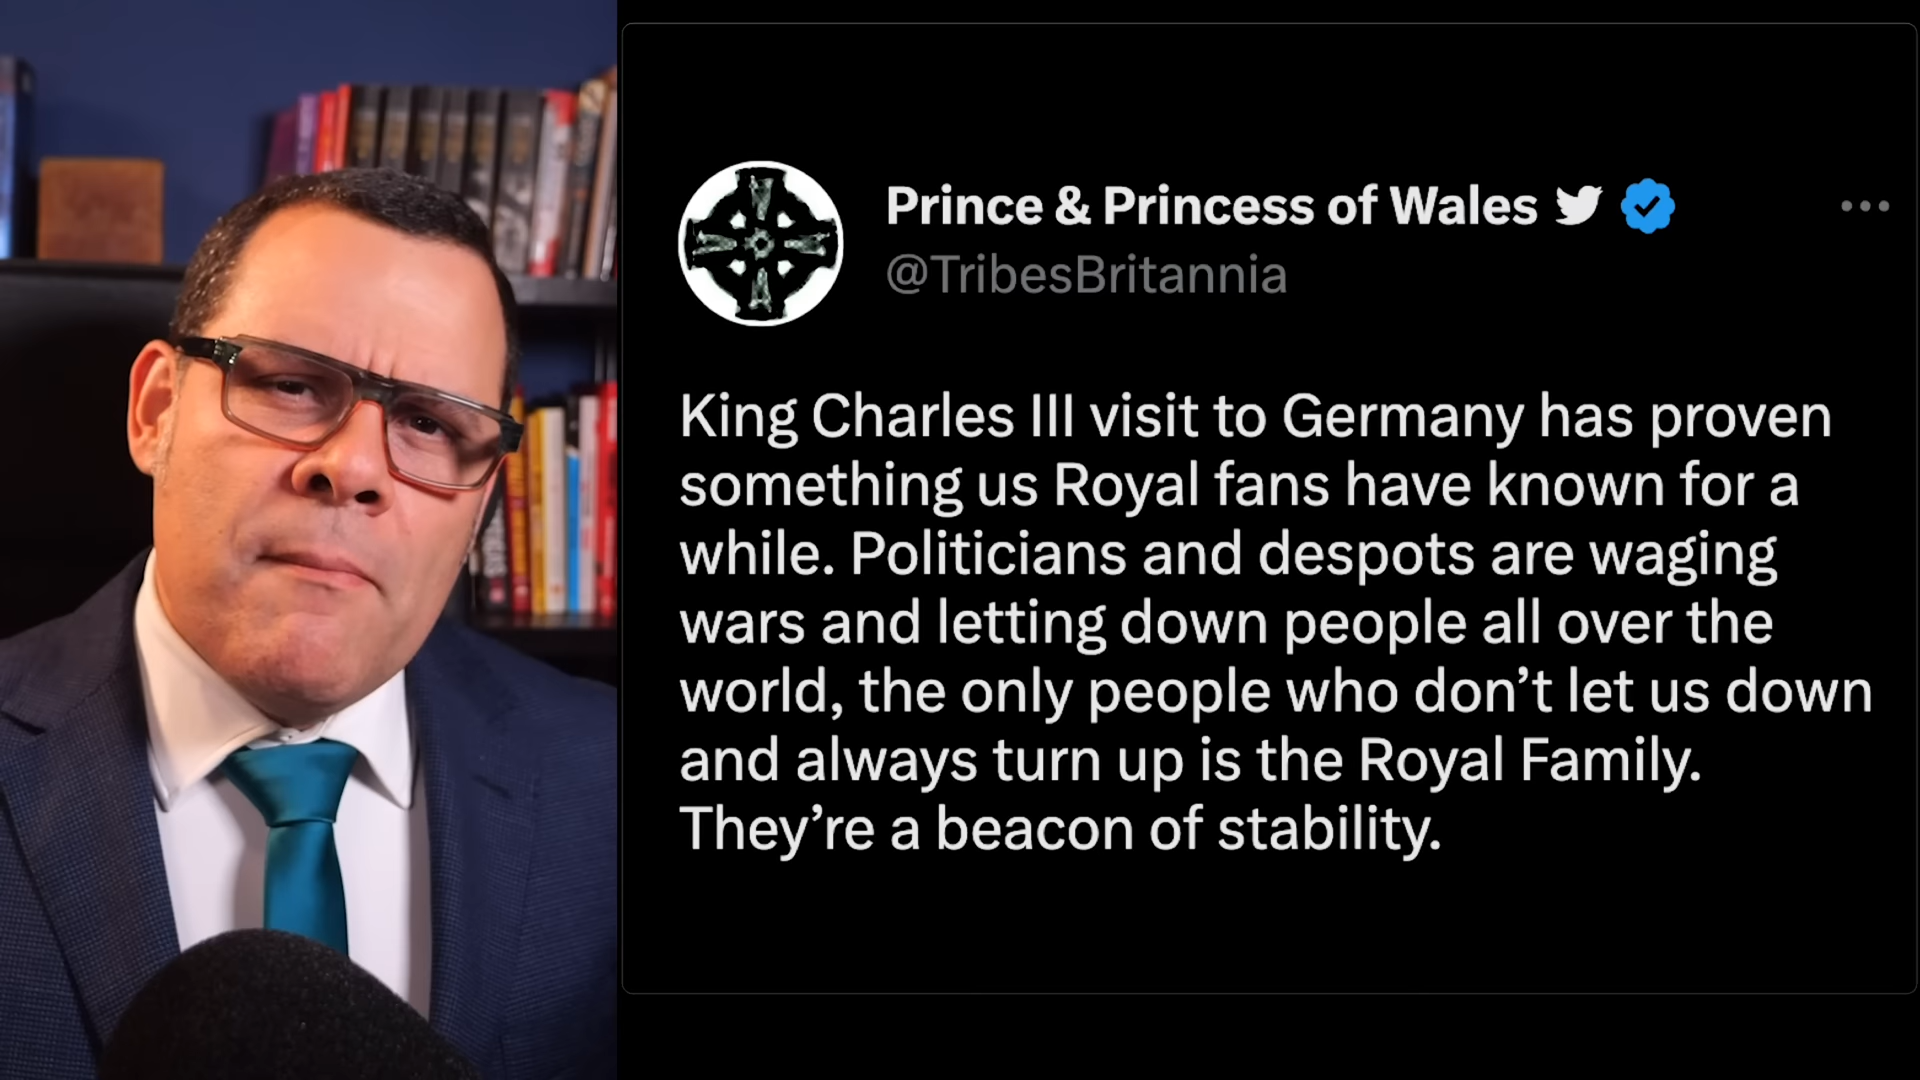 Prince & Princess of Wales
@TribesBritannia
King Charles III visit to Germany has proven
something us Royal fans have known for a
while. Politicians and despots are waging
wars and letting down people all over the
world, the only people who don’t let us down
and always turn up is the Royal Family.
They’re a beacon of stability.